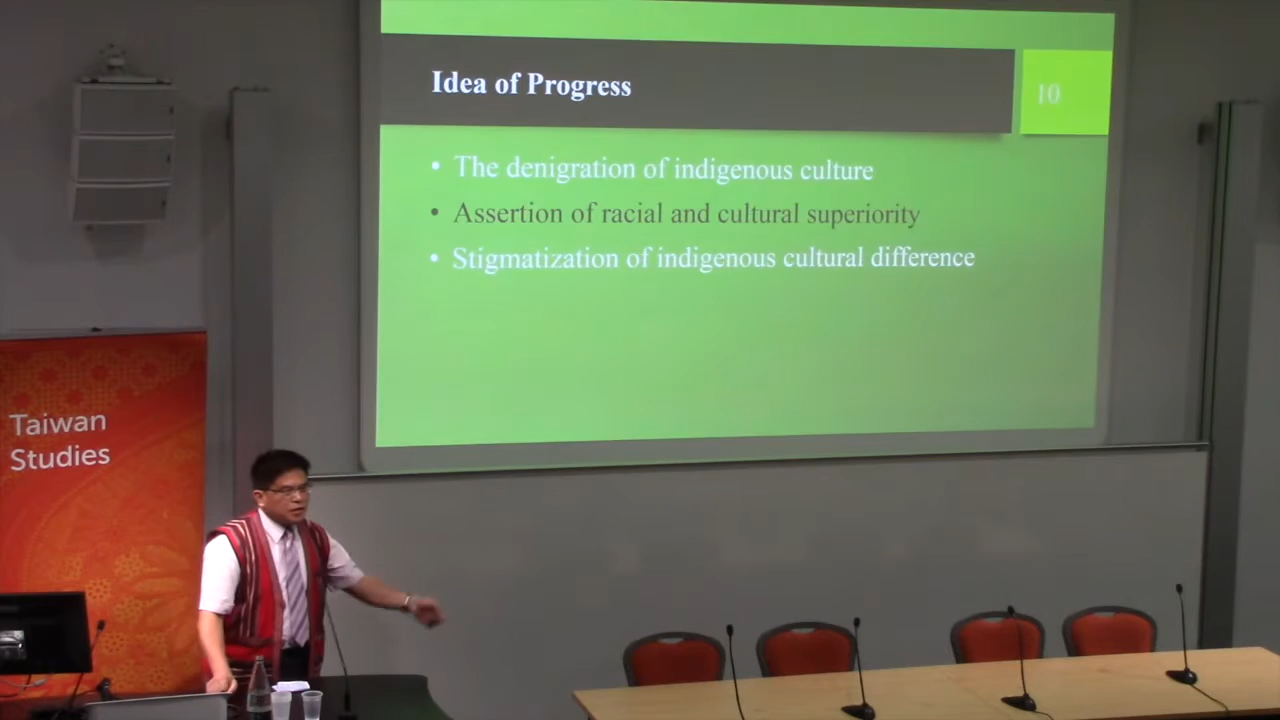 Idea of Progress
10
• The denigration of indigenous culture
• Assertion of racial and cultural superiority
• Stigmatization of indigenous cultural difference
Taiwan
Studies